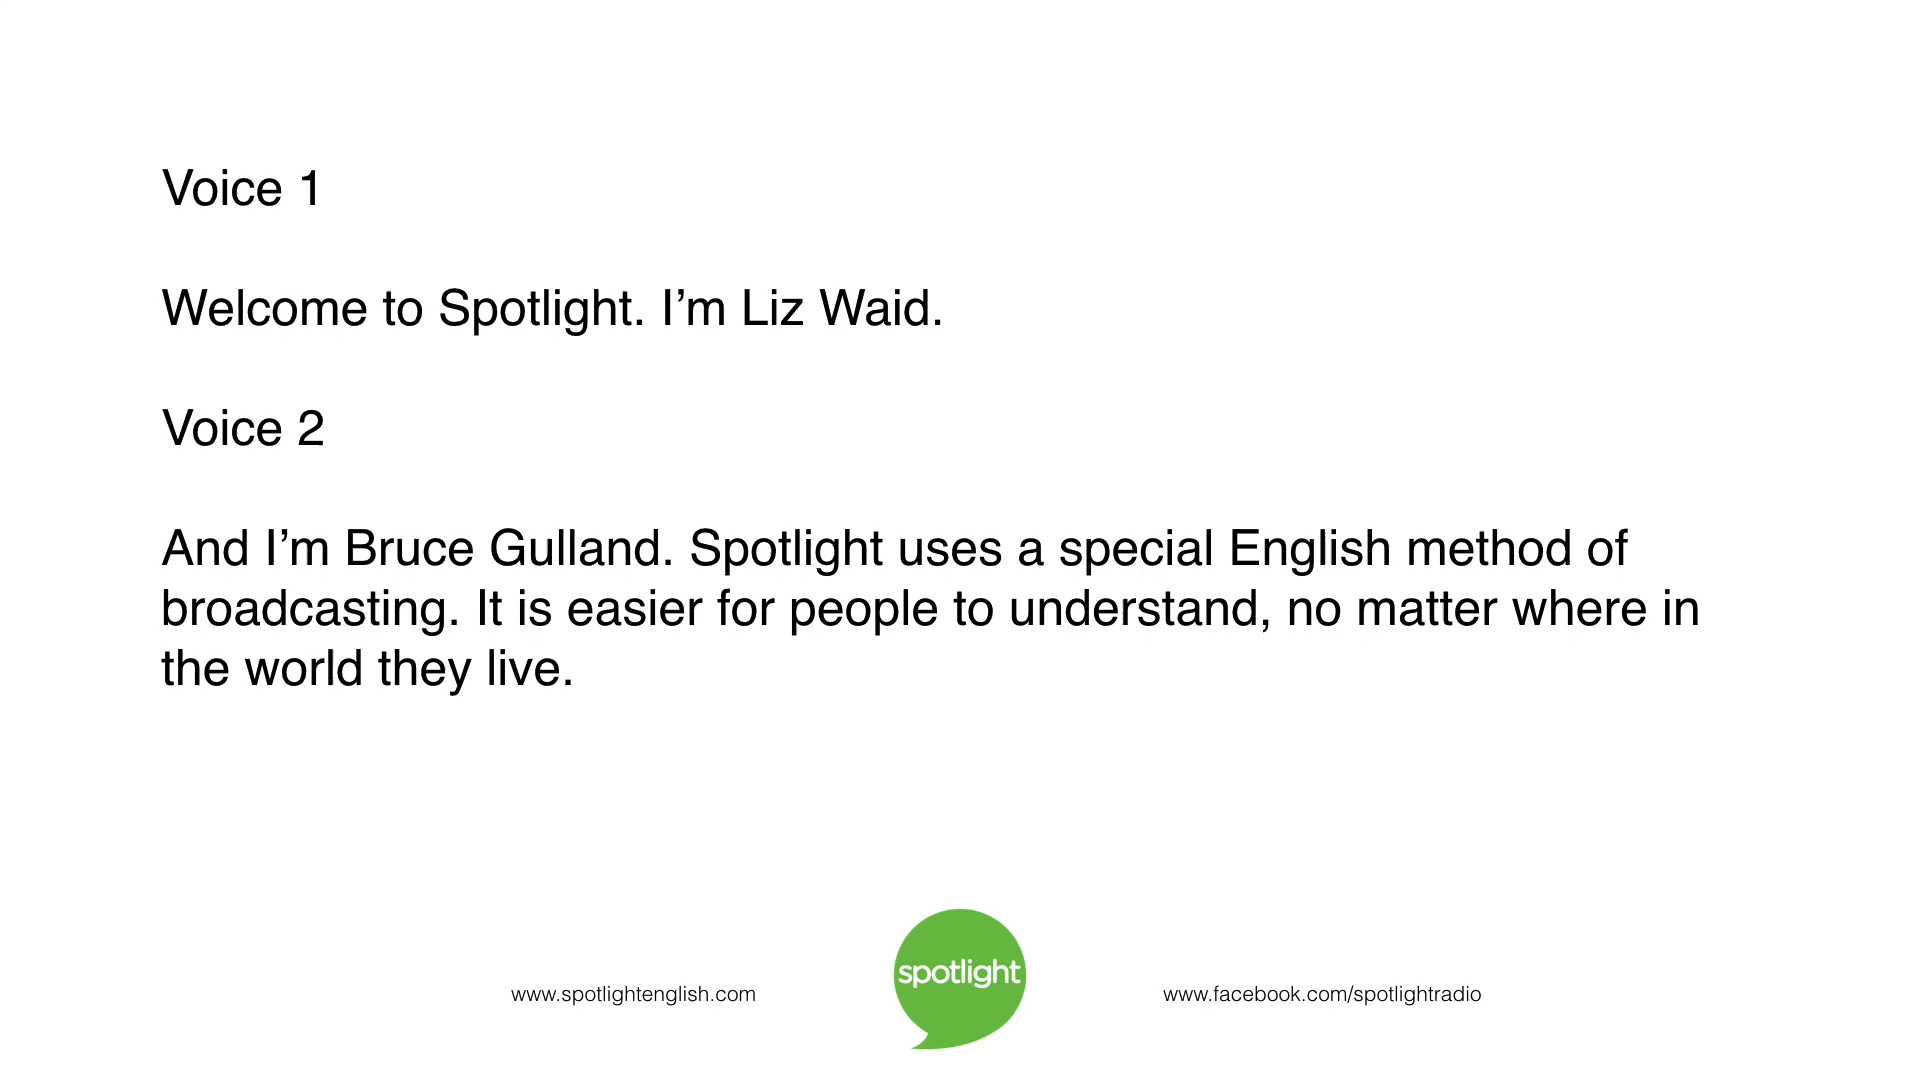 Voice 1
Welcome to Spotlight. I’m Liz Waid.
Voice 2
And I’m Bruce Gulland. Spotlight uses a special English method of
broadcasting. It is easier for people to understand, no matter where in
the world they live.
www.spotlightenglish.com
spotlight
www.facebook.com/spotlightradio